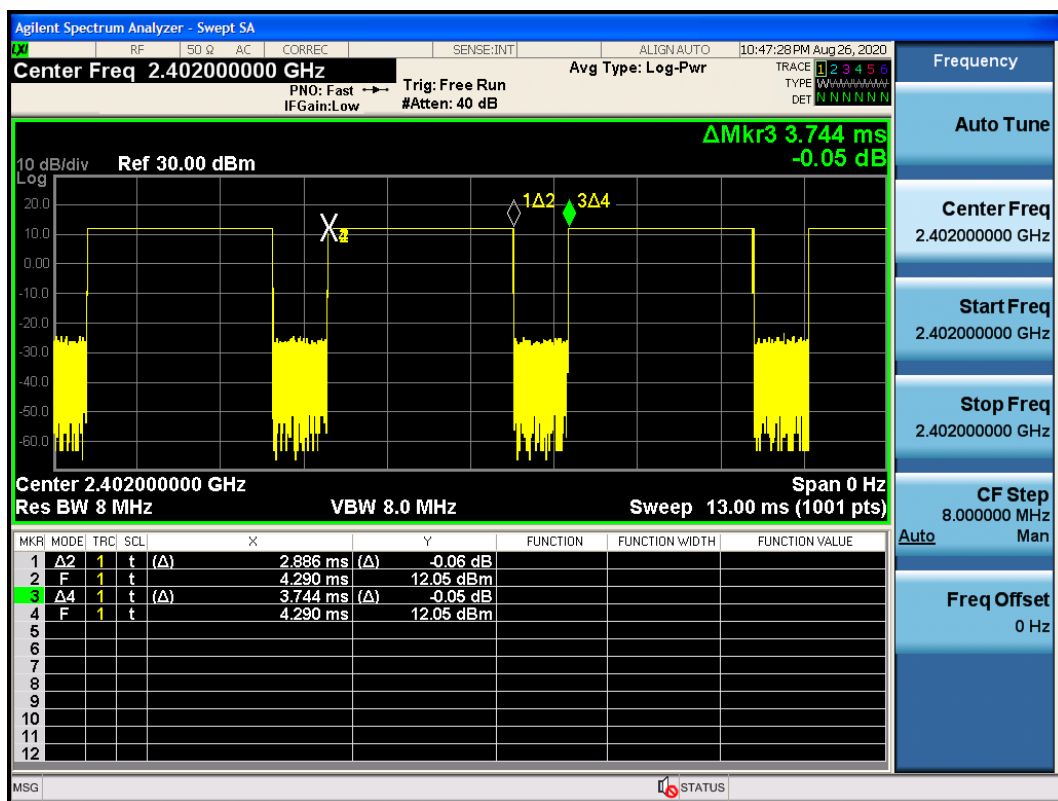 Agilent Spectrum Analyzer - Swept SA
LXI RF 50 Ω AC CORREC SENSE:INT ALIGN AUTO 10:47:28 PM Aug 26, 2020
Center Freq 2.402000000 GHz
PNO: Fast
IFGain:Low
Trig: Free Run
#Atten: 40 dB
Avg Type: Log-Pwr
TRACE 1 2 3 4 5 6
TYPE
DET N N N N N N
ΔMkr3 3.744 ms
-0.05 dB
10 dB/div Ref 30.00 dBm
Log
20.0
10.0
0.00
-10.0
-20.0
-30.0
-40.0
-50.0
-60.0
1Δ2 3Δ4
Center 2.402000000 GHz Span 0 Hz
Res BW 8 MHz VBW 8.0 MHz Sweep 13.00 ms (1001 pts)
MKR MODE TRC SCL X Y FUNCTION FUNCTION WIDTH FUNCTION VALUE
1 Δ2 1 t (Δ) 2.886 ms (Δ) -0.06 dB
2 F 1 t 4.290 ms 12.05 dBm
3 Δ4 1 t (Δ) 3.744 ms (Δ) -0.05 dB
4 F 1 t 4.290 ms 12.05 dBm
5
6
7
8
9
10
11
12
MSG STATUS
Frequency
Auto Tune
Center Freq
2.402000000 GHz
Start Freq
2.402000000 GHz
Stop Freq
2.402000000 GHz
CF Step
8.000000 MHz
Auto Man
Freq Offset
0 Hz